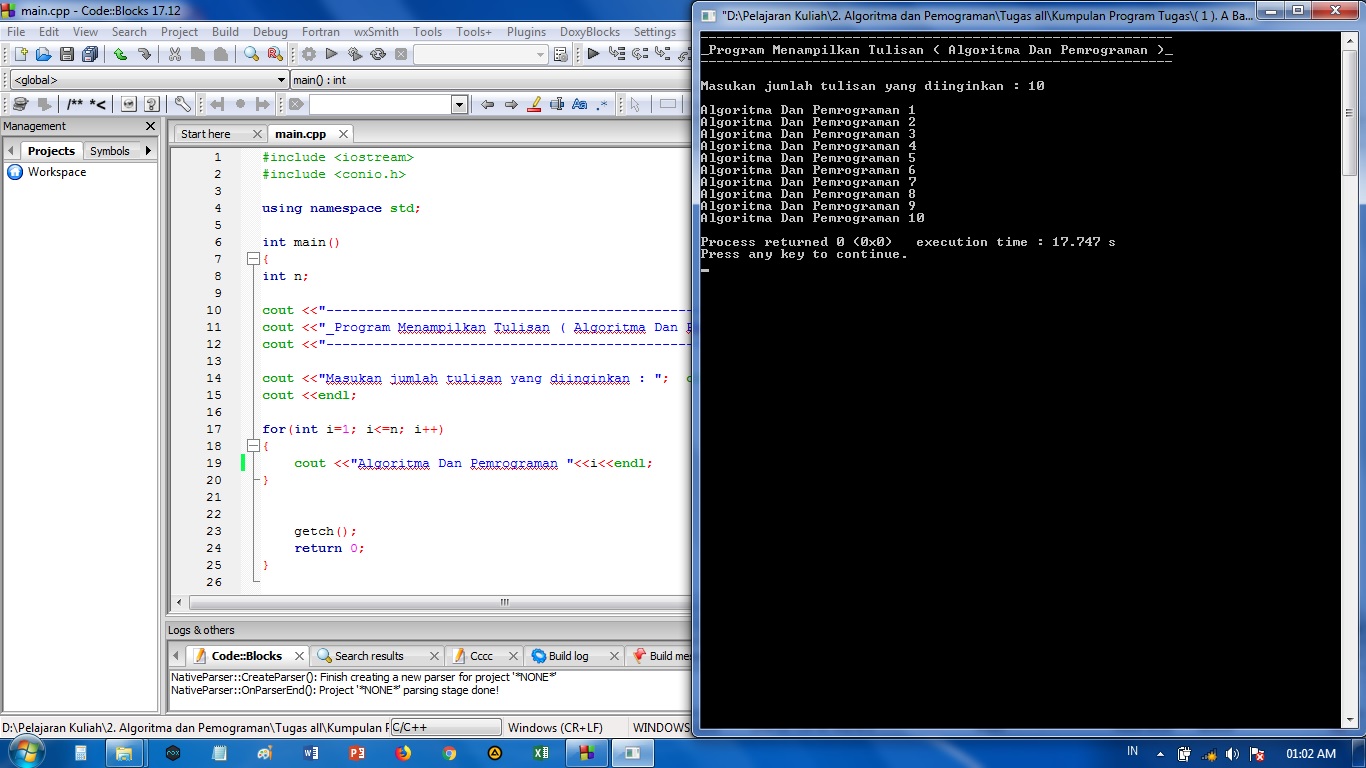 main.cpp - Code::Blocks 17.12
File Edit View Search Project Build Debug Fortran wxSmith Tools Tools+ Plugins DoxyBlocks Settings
<global>
main() : int
/** *<
Aa .*
Management
Projects Symbols
Workspace
Start here
main.cpp
1 #include <iostream>
2 #include <conio.h>
3
4 using namespace std;
5
6 int main()
7 {
8 int n;
9
10 cout <<"----------------------------------------------
11 cout <<"_Program Menampilkan Tulisan ( Algoritma Dan P
12 cout <<"----------------------------------------------
13
14 cout <<"Masukan jumlah tulisan yang diinginkan : "; c
15 cout <<endl;
16
17 for(int i=1; i<=n; i++)
18 {
19 cout <<"Algoritma Dan Pemrograman "<<i<<endl;
20 }
21
22
23 getch();
24 return 0;
25 }
26
Logs & others
Code::Blocks Search results Cccc Build log Build me
NativeParser::CreateParser(): Finish creating a new parser for project '*NONE*'
NativeParser::OnParserEnd(): Project '*NONE*' parsing stage done!
D:\Pelajaran Kuliah\2. Algoritma dan Pemograman\Tugas all\Kumpulan P C/C++ Windows (CR+LF) WINDOWS
"D:\Pelajaran Kuliah\2. Algoritma dan Pemograman\Tugas all\Kumpulan Program Tugas\( 1 ). A Ba...
-----------------------------------------------------------
_Program Menampilkan Tulisan ( Algoritma Dan Pemrograman )_
-----------------------------------------------------------
Masukan jumlah tulisan yang diinginkan : 10
Algoritma Dan Pemrograman 1
Algoritma Dan Pemrograman 2
Algoritma Dan Pemrograman 3
Algoritma Dan Pemrograman 4
Algoritma Dan Pemrograman 5
Algoritma Dan Pemrograman 6
Algoritma Dan Pemrograman 7
Algoritma Dan Pemrograman 8
Algoritma Dan Pemrograman 9
Algoritma Dan Pemrograman 10
Process returned 0 (0x0) execution time : 17.747 s
Press any key to continue.
IN
01:02 AM